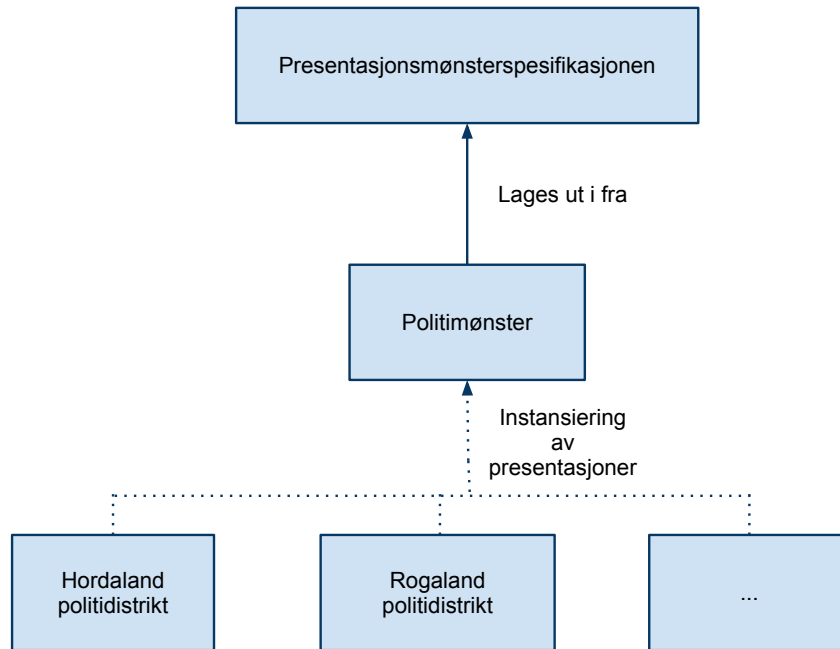 Presentasjonsmønsterspesifikasjonen
Lages ut i fra
Politimønster
Instansiering
av
presentasjoner
Hordaland
politidistrikt
Rogaland
politidistrikt
...